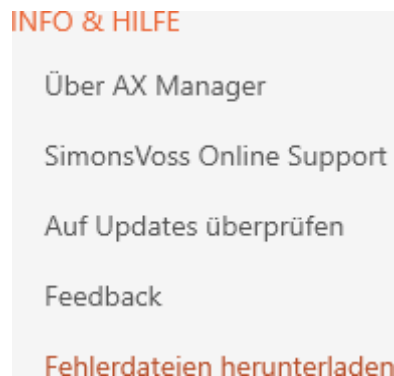 INFO & HILFE
Über AX Manager
SimonsVoss Online Support
Auf Updates überprüfen
Feedback
Fehlerdateien herunterladen